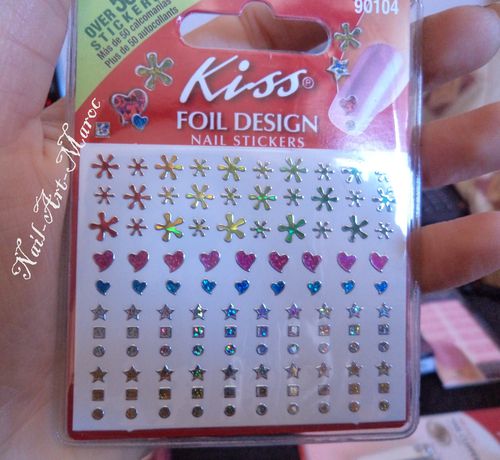 OVER 5
STICKERS
Más de 50 calcomanías
Plus de 50 autocollants
90104
Kiss®
FOIL DESIGN
NAIL STICKERS
Nail-Art-Maroc